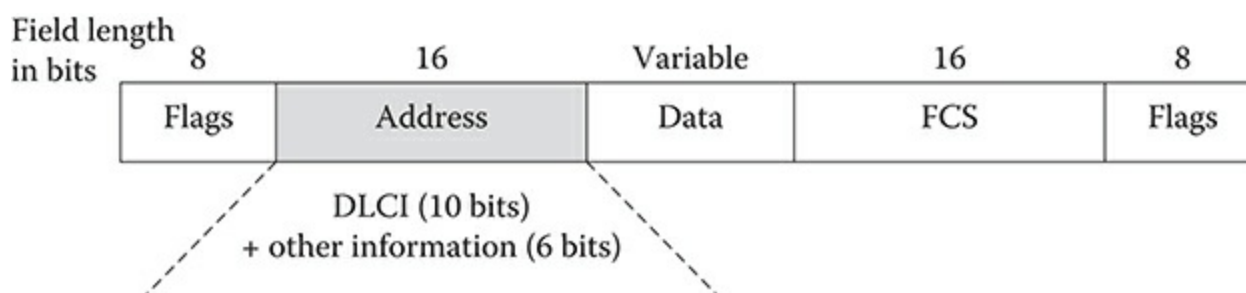 Field length
in bits
8 16 Variable 16 8
Flags Address Data FCS Flags
DLCI (10 bits)
+ other information (6 bits)